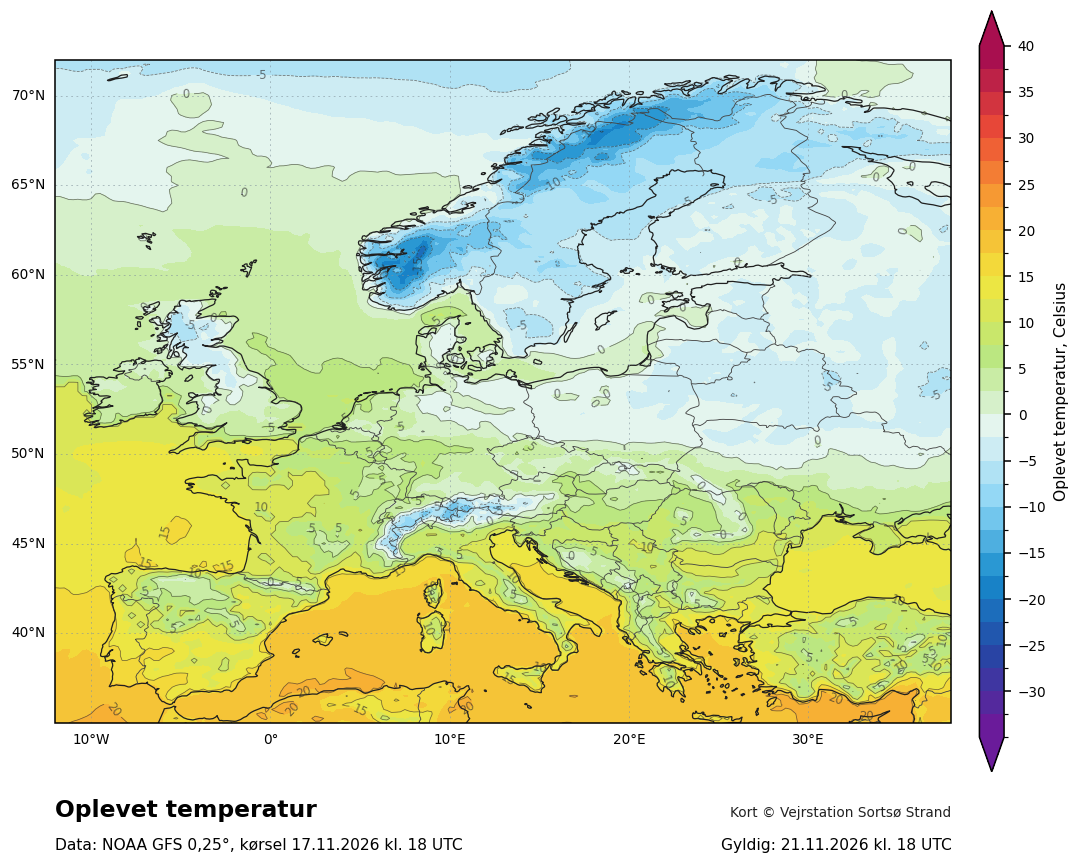 70°N
65°N
60°N
55°N
50°N
45°N
40°N
10°W 0° 10°E 20°E 30°E
40
35
30
25
20
15
10
5
0
−5
−10
−15
−20
−25
−30
Oplevet temperatur, Celsius
Oplevet temperatur
Kort © Vejrstation Sortsø Strand
Data: NOAA GFS 0,25°, kørsel 17.11.2026 kl. 18 UTC
Gyldig: 21.11.2026 kl. 18 UTC